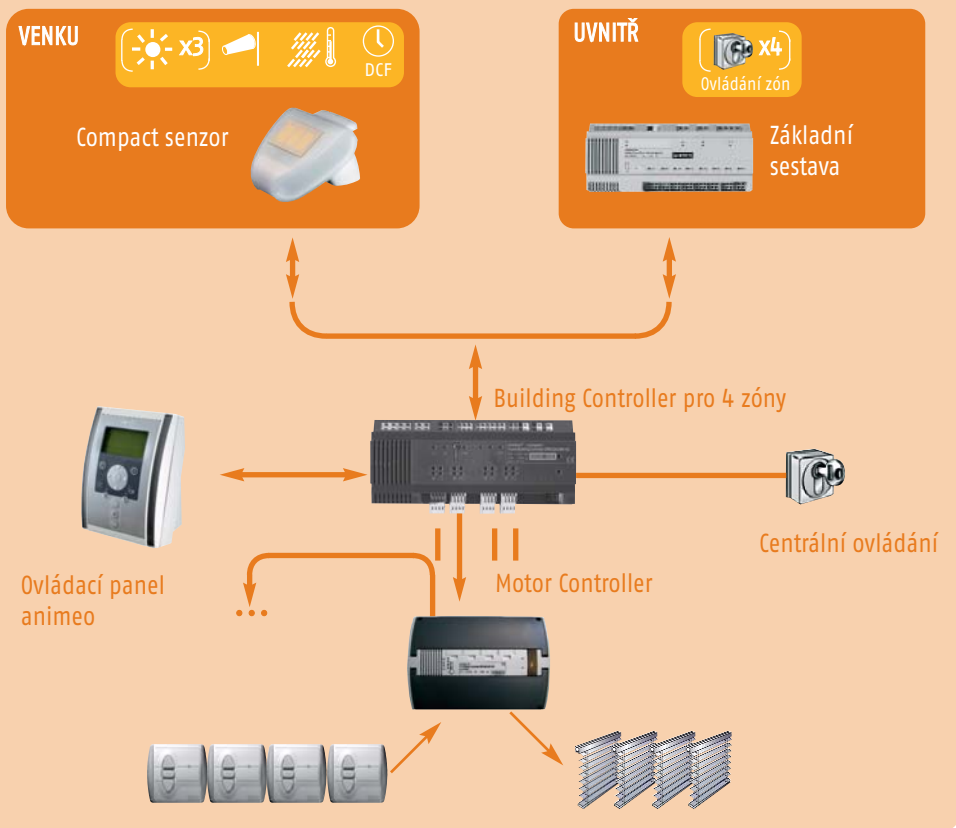 VENKU
x3
DCF
Compact senzor
UVNITŘ
x4
Ovládání zón
Základní
sestava
Building Controller pro 4 zóny
Centrální ovládání
Ovládací panel
animeo
Motor Controller